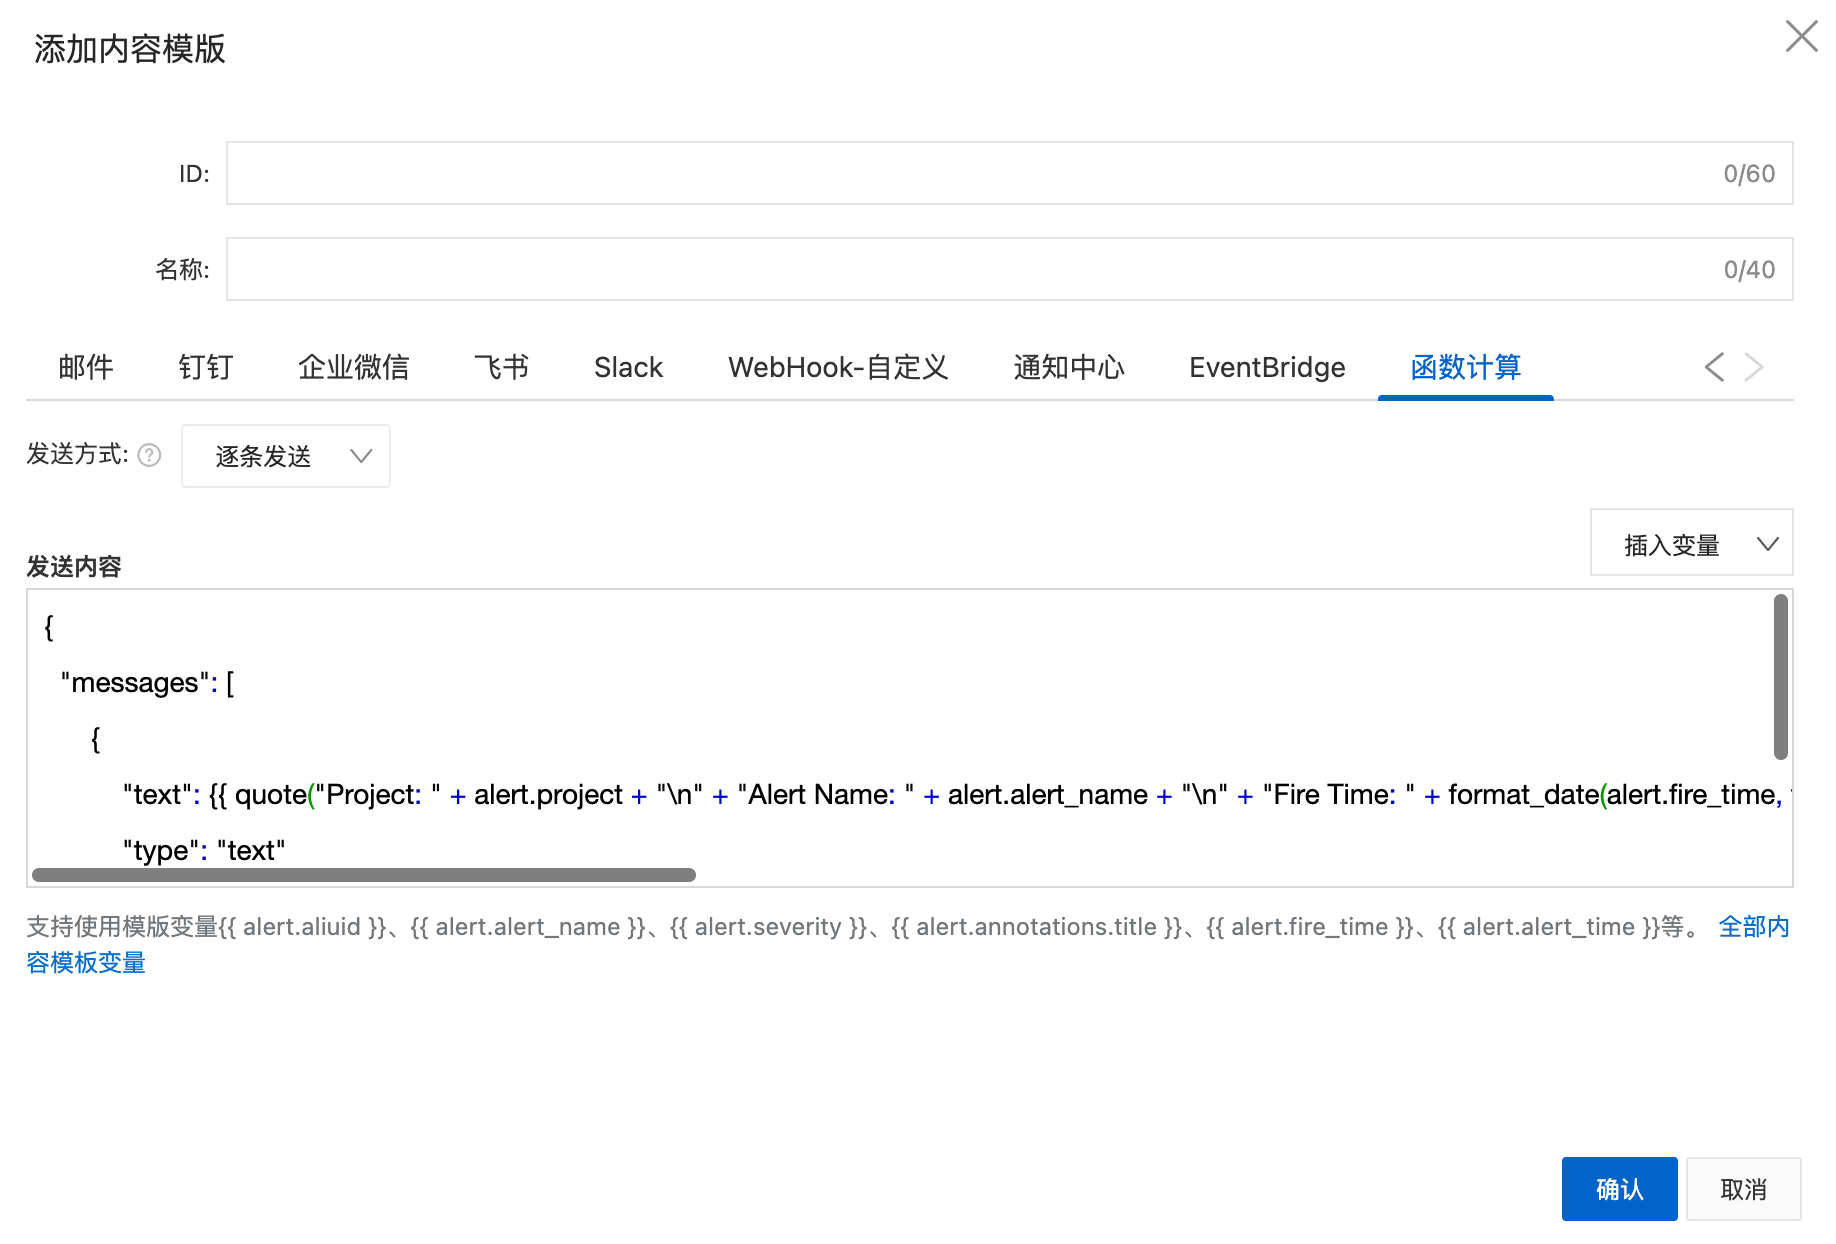 添加内容模版
ID:
0/60
名称:
0/40
邮件 钉钉 企业微信 飞书 Slack WebHook-自定义 通知中心 EventBridge 函数计算
发送方式: ? 逐条发送
插入变量
发送内容
{
"messages": [
{
"text": {{ quote("Project: " + alert.project + "\n" + "Alert Name: " + alert.alert_name + "\n" + "Fire Time: " + format_date(alert.fire_time,
"type": "text"
支持使用模版变量{{ alert.aliuid }}、{{ alert.alert_name }}、{{ alert.severity }}、{{ alert.annotations.title }}、{{ alert.fire_time }}、{{ alert.alert_time }}等。 全部内
容模板变量
确认 取消